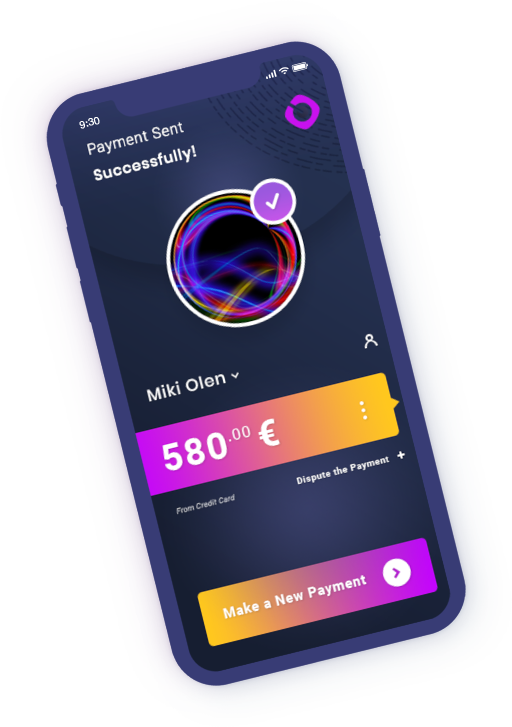 9:30
Payment Sent
Successfully!
Miki Olen
580.00 €
From Credit Card
Dispute the Payment +
Make a New Payment